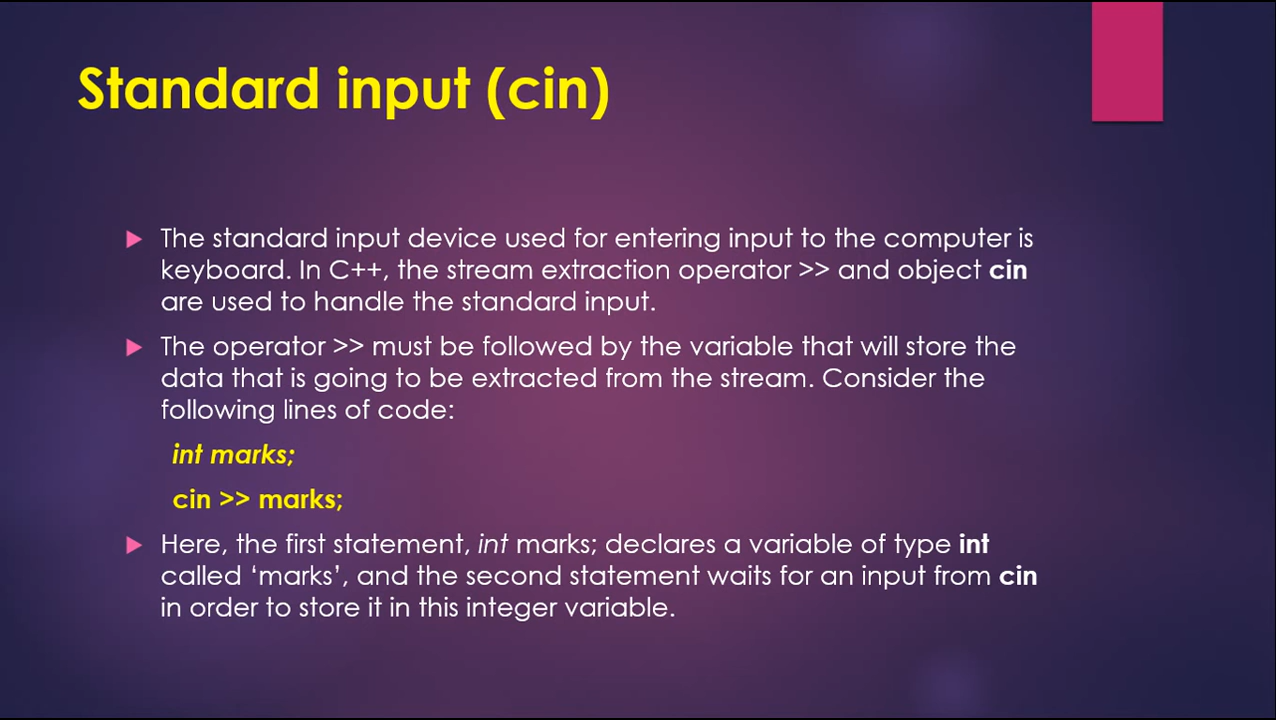 Standard input (cin)
The standard input device used for entering input to the computer is
keyboard. In C++, the stream extraction operator >> and object cin
are used to handle the standard input.
The operator >> must be followed by the variable that will store the
data that is going to be extracted from the stream. Consider the
following lines of code:
int marks;
cin >> marks;
Here, the first statement, int marks; declares a variable of type int
called ‘marks’, and the second statement waits for an input from cin
in order to store it in this integer variable.